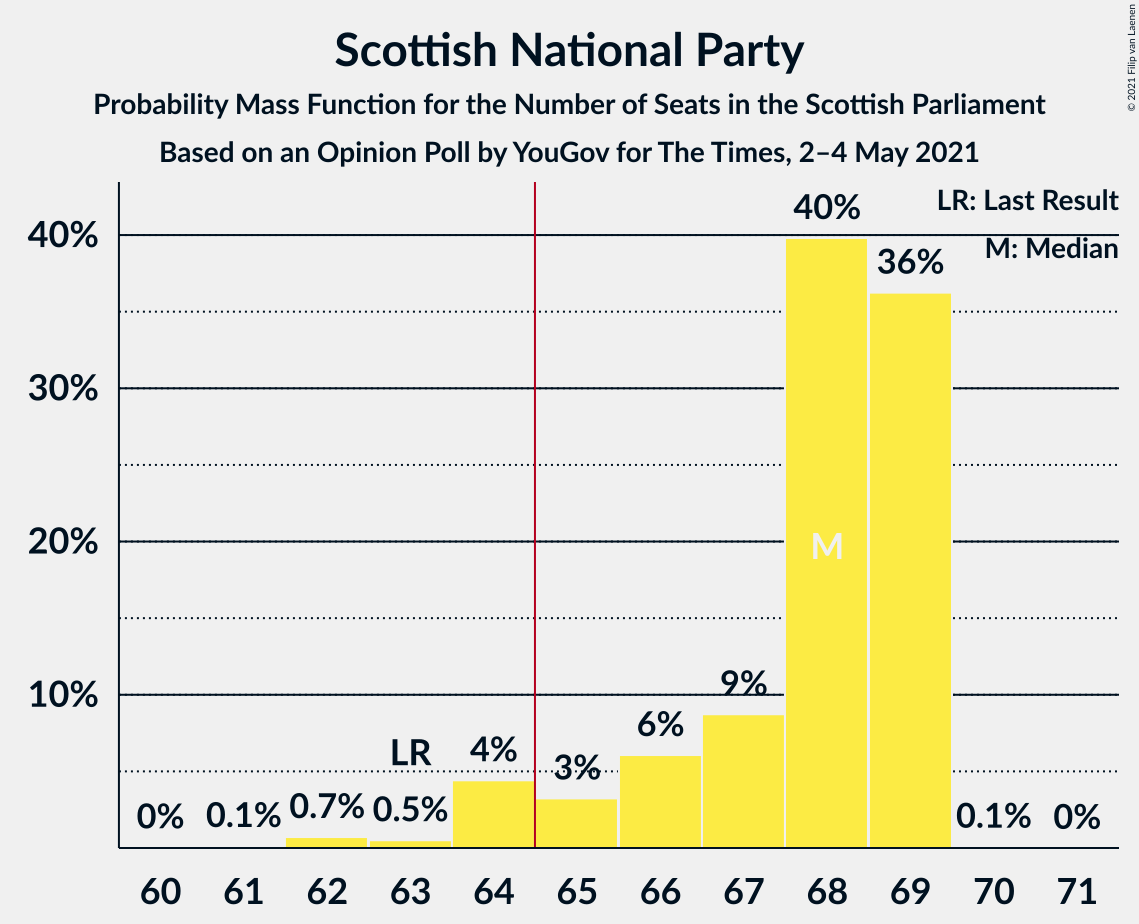 Scottish National Party
Probability Mass Function for the Number of Seats in the Scottish Parliament
Based on an Opinion Poll by YouGov for The Times, 2–4 May 2021
© 2021 Filip van Laenen
LR: Last Result
M: Median
40%
30%
20%
10%
0%
0.1%
0.7%
0.5%
LR
4%
3%
6%
9%
40%
M
36%
0.1%
0%
60 61 62 63 64 65 66 67 68 69 70 71